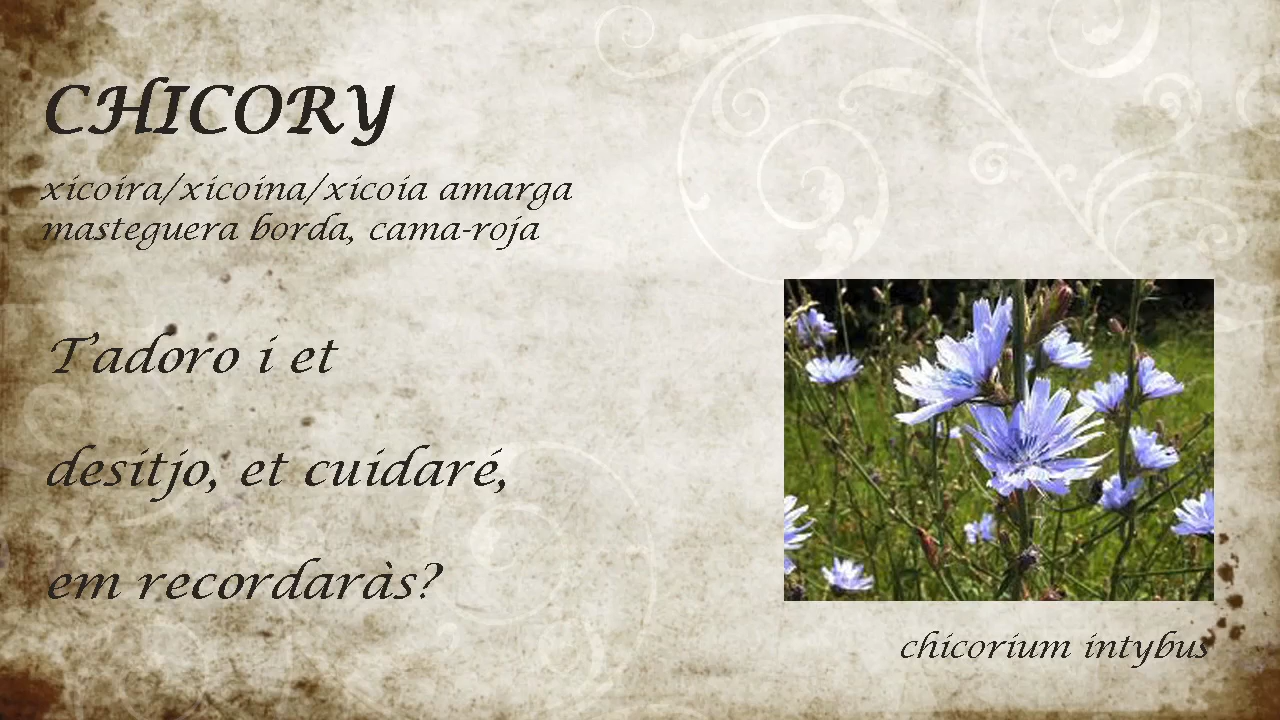 CHICORY
xicoira/xicoina/xicoia amarga
masteguera borda, cama-roja
T'adoro i et
desitjo, et cuidaré,
em recordaràs?
chicorium intybus